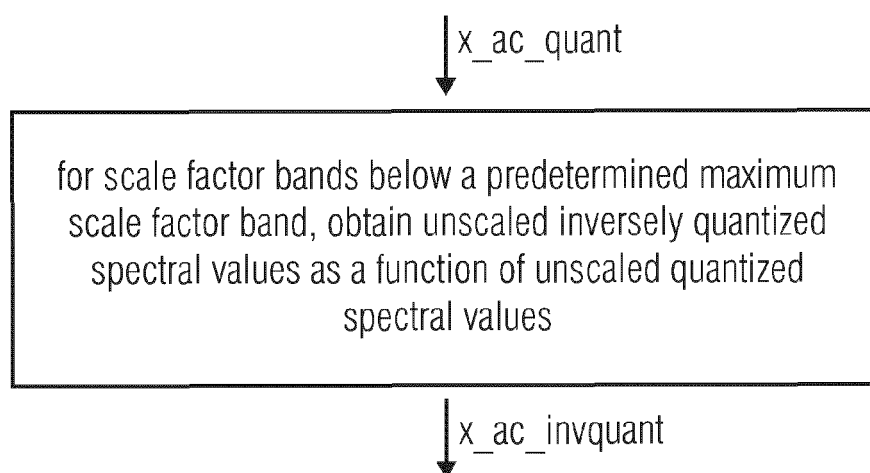 x_ac_quant
for scale factor bands below a predetermined maximum
scale factor band, obtain unscaled inversely quantized
spectral values as a function of unscaled quantized
spectral values
x_ac_invquant